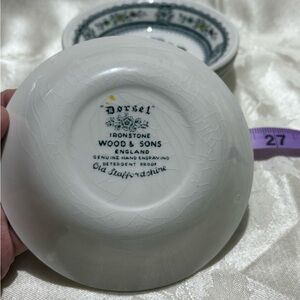 "Dorset"
IRONSTONE
WOOD & SONS
ENGLAND
GENUINE HAND ENGRAVING
DETERGENT PROOF
Old Staffordshire
27